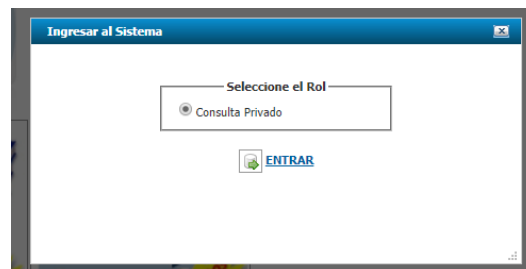 Ingresar al Sistema
Seleccione el Rol
Consulta Privado
ENTRAR